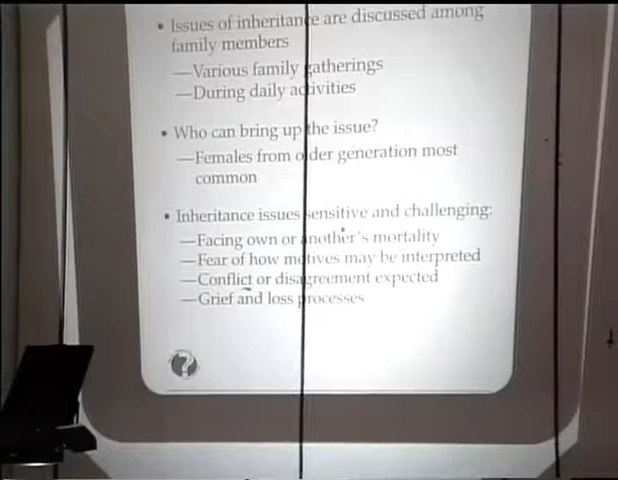 • Issues of inheritance are discussed among
family members
—Various family gatherings
—During daily activities
• Who can bring up the issue?
—Females from older generation most
common
• Inheritance issues sensitive and challenging:
—Facing own or another's mortality
—Fear of how motives may be interpreted
—Conflict or disagreement expected
—Grief and loss processes
?